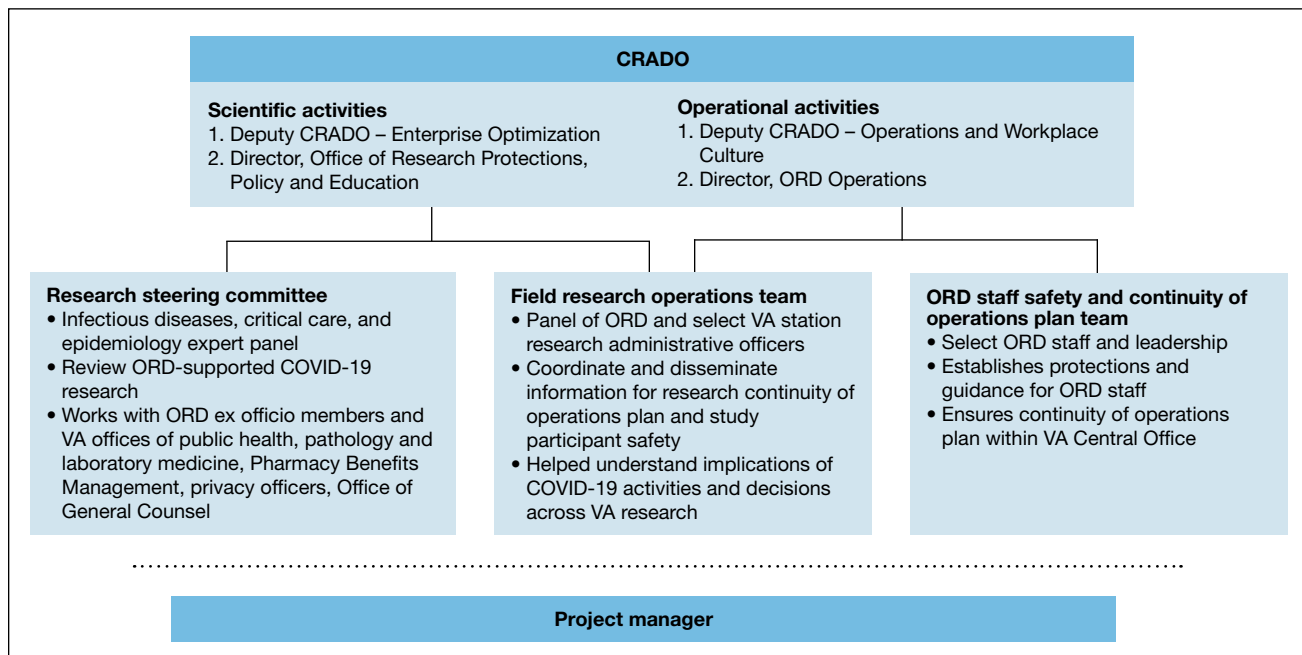 CRADO
Scientific activities
1. Deputy CRADO – Enterprise Optimization
2. Director, Office of Research Protections,
Policy and Education
Operational activities
1. Deputy CRADO – Operations and Workplace
Culture
2. Director, ORD Operations
Research steering committee
• Infectious diseases, critical care, and
epidemiology expert panel
• Review ORD-supported COVID-19
research
• Works with ORD ex officio members and
VA offices of public health, pathology and
laboratory medicine, Pharmacy Benefits
Management, privacy officers, Office of
General Counsel
Field research operations team
• Panel of ORD and select VA station
research administrative officers
• Coordinate and disseminate
information for research continuity of
operations plan and study
participant safety
• Helped understand implications of
COVID-19 activities and decisions
across VA research
ORD staff safety and continuity of
operations plan team
• Select ORD staff and leadership
• Establishes protections and
guidance for ORD staff
• Ensures continuity of operations
plan within VA Central Office
Project manager